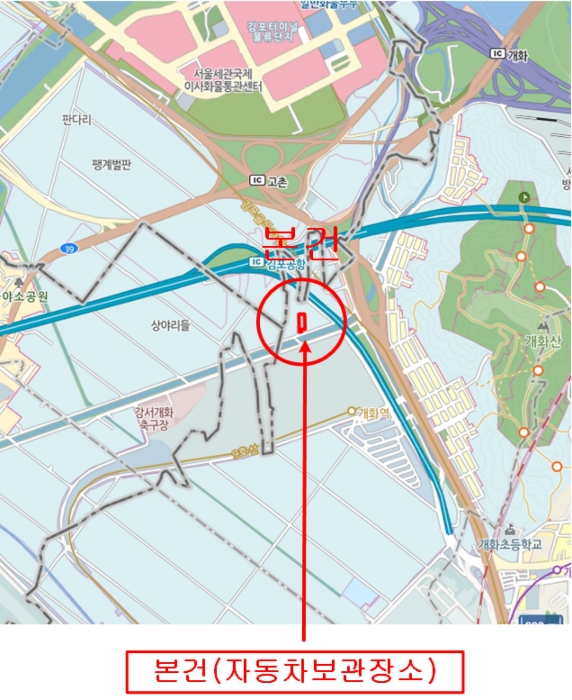 김포터미널
물류단지
서울세관국제
이사화물통관센터
IC 개화
판다리
팽계벌판
IC 고촌
39
본건
IC 김포공항
야소공원
상야리들
개화산
강서개화
축구장
개화역
9호선
개화초등학교
본건(자동차보관장소)